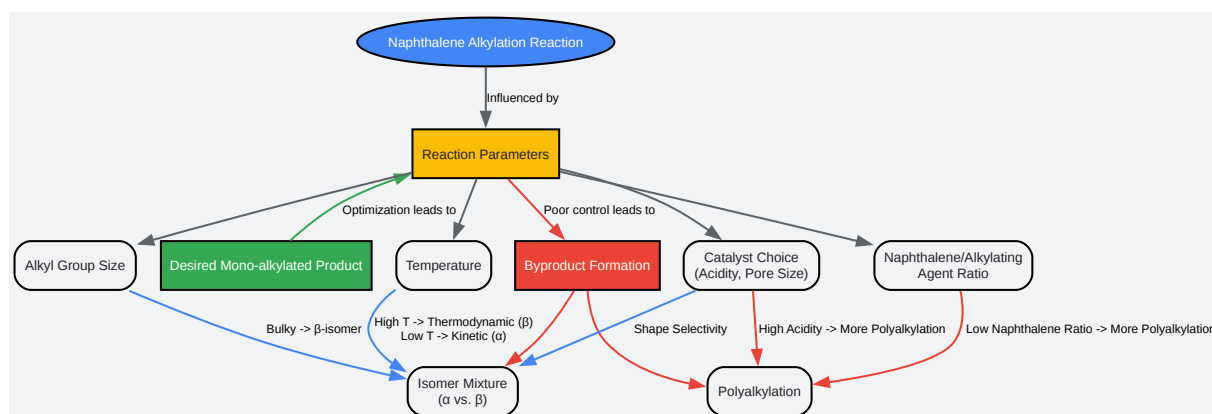 Naphthalene Alkylation Reaction
Influenced by
Reaction Parameters
Optimization leads to
Poor control leads to
Alkyl Group Size
Desired Mono-alkylated Product
Temperature
Byproduct Formation
Catalyst Choice
(Acidity, Pore Size)
Naphthalene/Alkylating
Agent Ratio
Bulky -> β-isomer
High T -> Thermodynamic (β)
Low T -> Kinetic (α)
Shape Selectivity
High Acidity -> More Polyalkylation
Low Naphthalene Ratio -> More Polyalkylation
Isomer Mixture
(α vs. β)
Polyalkylation